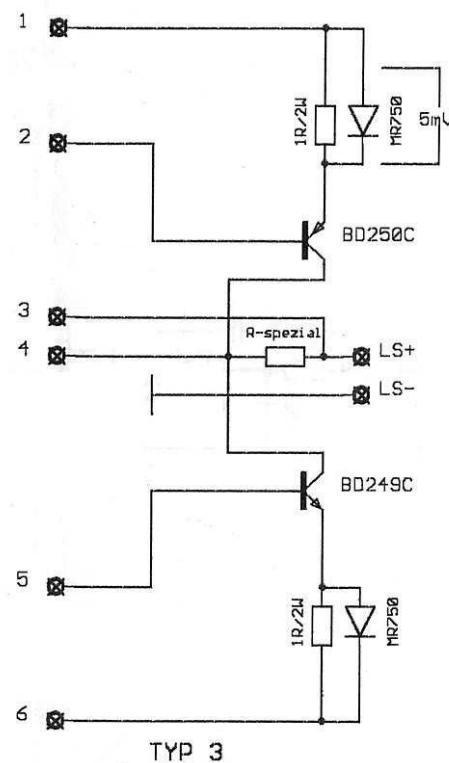 1
1R/2W
MR750
5mV
2
BD250C
3
R-spezial
4
LS+
LS-
BD249C
5
1R/2W
MR750
6
TYP 3